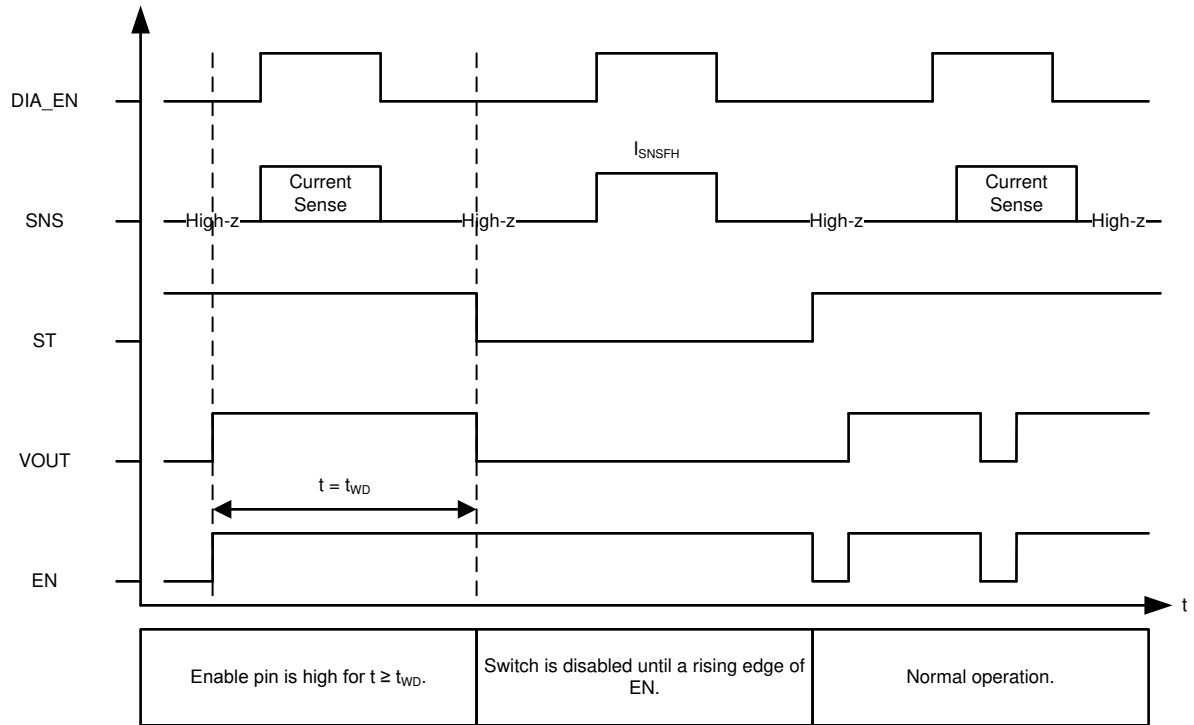 DIA_EN
I_SNSFH
Current
Sense
Current
Sense
SNS
High-z
High-z
High-z
High-z
ST
VOUT
t = t_WD
EN
t
Enable pin is high for t ≥ t_WD.
Switch is disabled until a rising edge of
EN.
Normal operation.